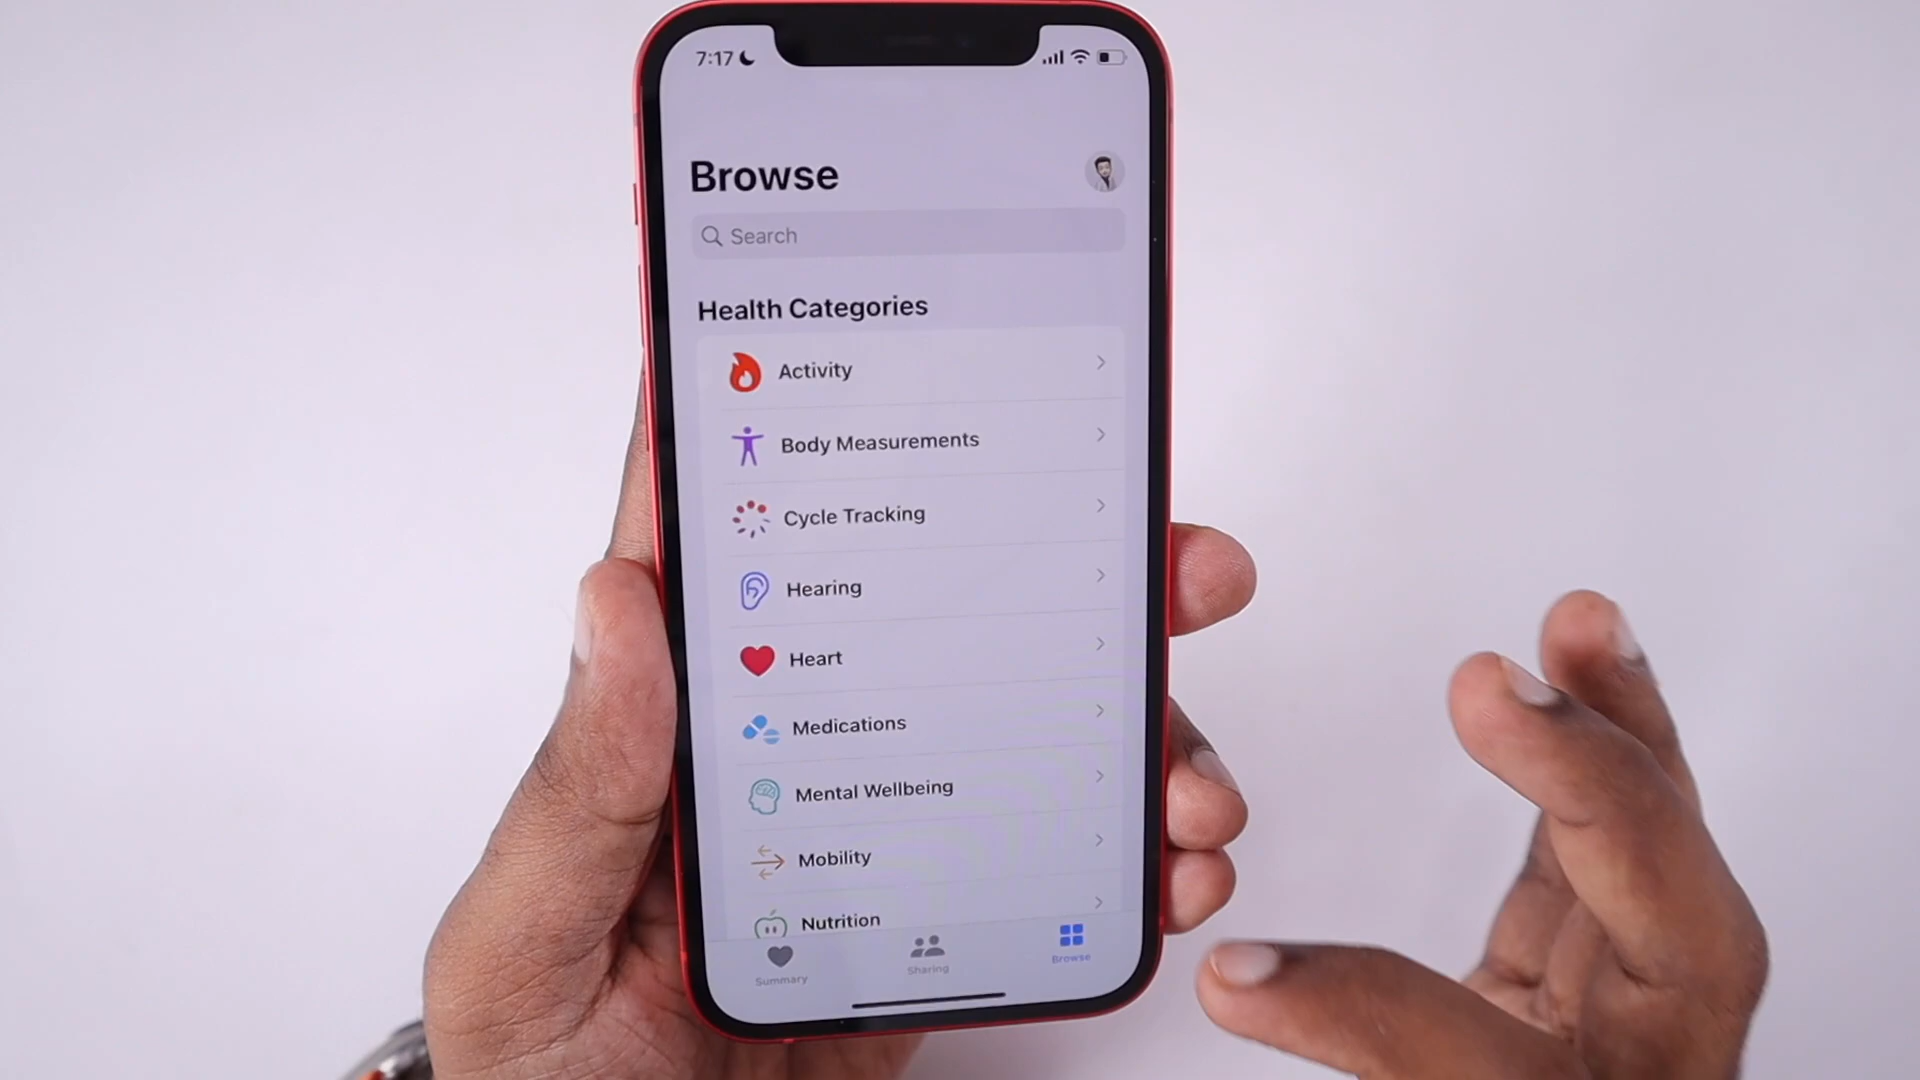 7:17
Browse
Search
Health Categories
Activity
Body Measurements
Cycle Tracking
Hearing
Heart
Medications
Mental Wellbeing
Mobility
Nutrition
Summary
Sharing
Browse